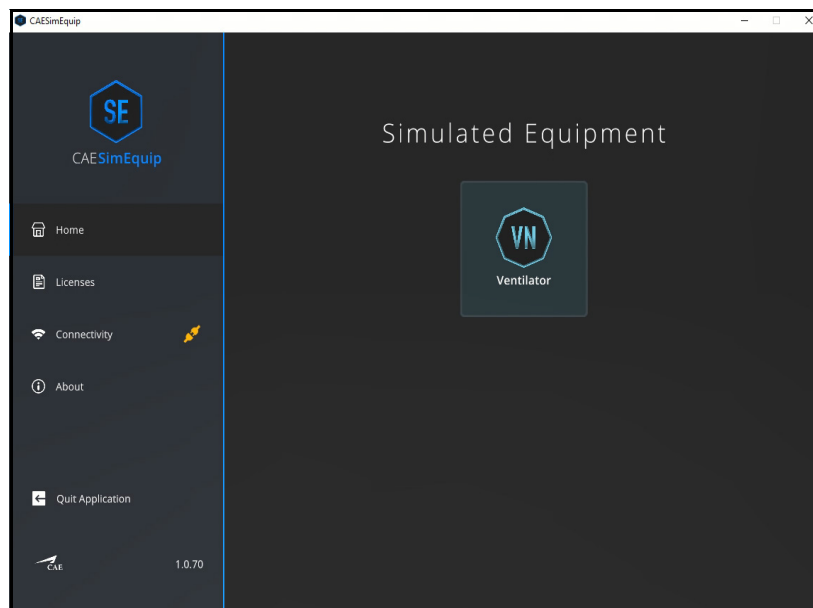 CAESimEquip
SE
CAESimEquip
Home
Licenses
Connectivity
About
Quit Application
CAE
1.0.70
Simulated Equipment
VN
Ventilator